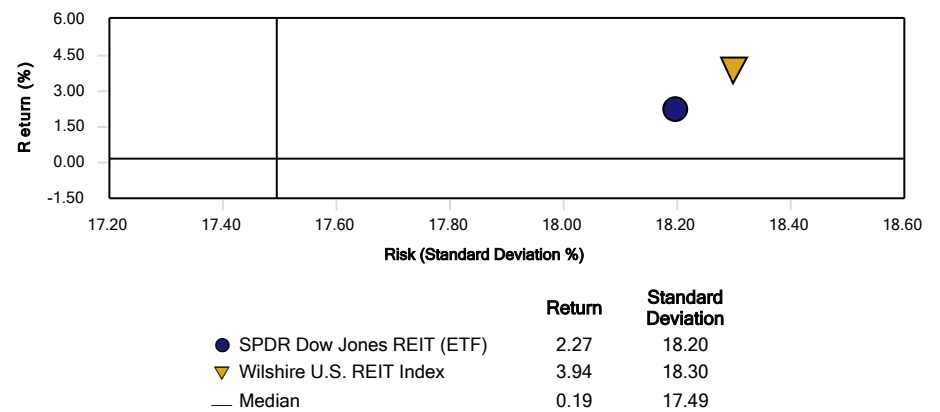 6.00
4.50
3.00
1.50
0.00
-1.50
Return (%)
17.20 17.40 17.60 17.80 18.00 18.20 18.40 18.60
Risk (Standard Deviation %)
Return Standard Deviation
SPDR Dow Jones REIT (ETF) 2.27 18.20
Wilshire U.S. REIT Index 3.94 18.30
Median 0.19 17.49